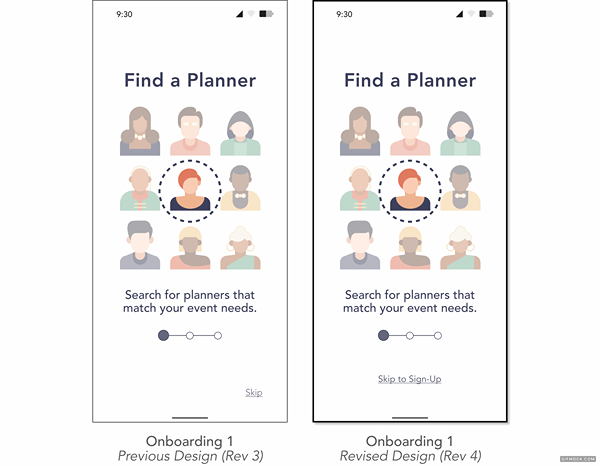 9:30
Find a Planner
Search for planners that
match your event needs.
Skip
Onboarding 1
Previous Design (Rev 3)
9:30
Find a Planner
Search for planners that
match your event needs.
Skip to Sign-Up
Onboarding 1
Revised Design (Rev 4)
GIFMOCK.COM